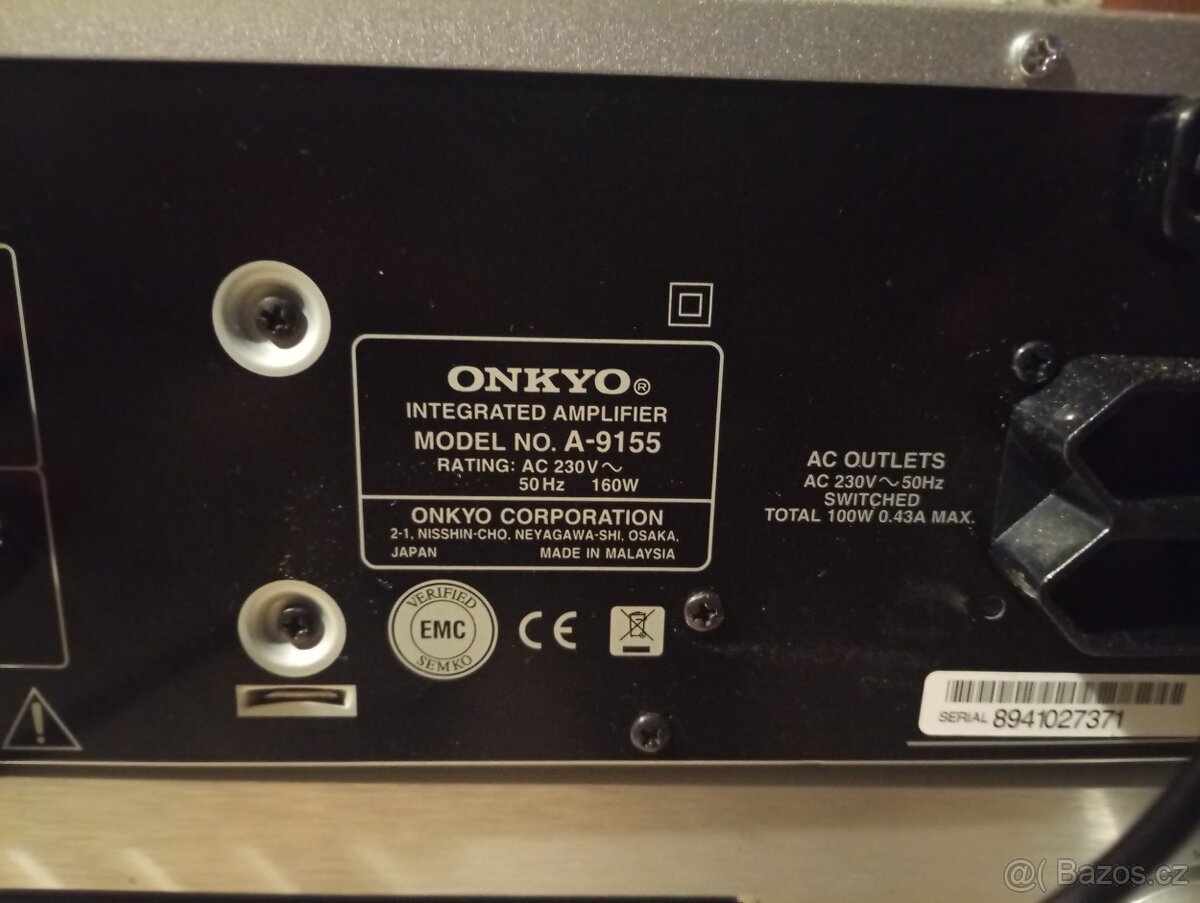 ONKYO®
INTEGRATED AMPLIFIER
MODEL NO. A-9155
RATING: AC 230V~
50 Hz 160W
ONKYO CORPORATION
2-1, NISSHIN-CHO, NEYAGAWA-SHI, OSAKA,
JAPAN MADE IN MALAYSIA
AC OUTLETS
AC 230V~50Hz
SWITCHED
TOTAL 100W 0.43A MAX.
VERIFIED
EMC
SEMKO
CE
SERIAL 8941027371
@( Bazos.cz